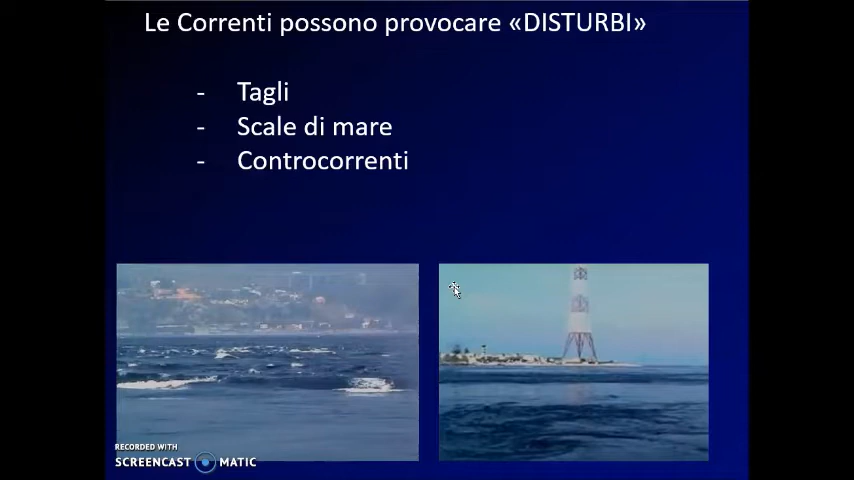 Le Correnti possono provocare «DISTURBI»
- Tagli
- Scale di mare
- Controcorrenti
RECORDED WITH
SCREENCAST MATIC